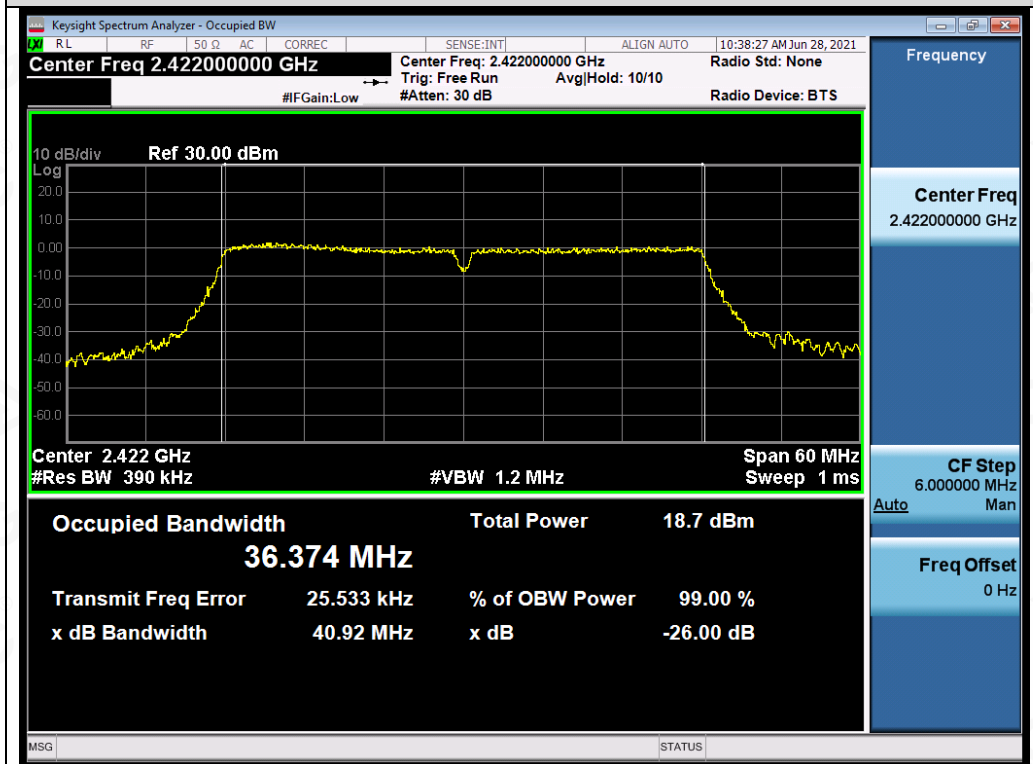 Keysight Spectrum Analyzer - Occupied BW
LXI RL RF 50 Ω AC CORREC SENSE:INT ALIGN AUTO 10:38:27 AM Jun 28, 2021
Center Freq 2.422000000 GHz
Center Freq: 2.422000000 GHz
Radio Std: None
Trig: Free Run Avg|Hold: 10/10
#IFGain:Low
#Atten: 30 dB
Radio Device: BTS
10 dB/div Ref 30.00 dBm
Log
20.0
10.0
0.00
-10.0
-20.0
-30.0
-40.0
-50.0
-60.0
Center 2.422 GHz Span 60 MHz
#Res BW 390 kHz #VBW 1.2 MHz Sweep 1 ms
Occupied Bandwidth Total Power 18.7 dBm
36.374 MHz
Transmit Freq Error 25.533 kHz % of OBW Power 99.00 %
x dB Bandwidth 40.92 MHz x dB -26.00 dB
MSG STATUS
Frequency
Center Freq
2.422000000 GHz
CF Step
6.000000 MHz
Auto Man
Freq Offset
0 Hz